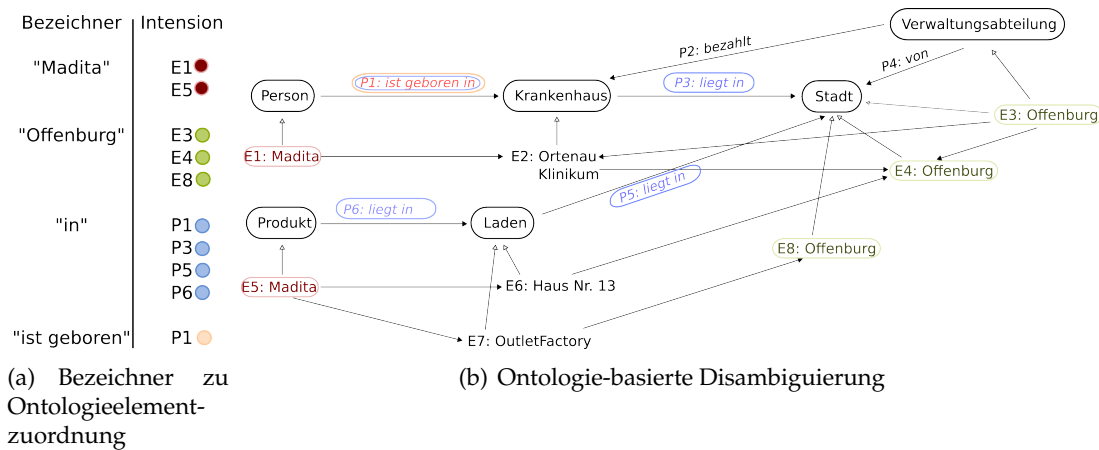 Bezeichner Intension
"Madita" E1
E5
"Offenburg" E3
E4
E8
"in" P1
P3
P5
P6
"ist geboren" P1
Verwaltungsabteilung
P2: bezahlt
P4: von
P1: ist geboren in
P3: liegt in
Person
Krankenhaus
Stadt
E3: Offenburg
E1: Madita
E2: Ortenau
Klinikum
E4: Offenburg
P5: liegt in
P6: liegt in
Produkt
Laden
E8: Offenburg
E5: Madita
E6: Haus Nr. 13
E7: OutletFactory
(a) Bezeichner zu
Ontologieelement-
zuordnung
(b) Ontologie-basierte Disambiguierung